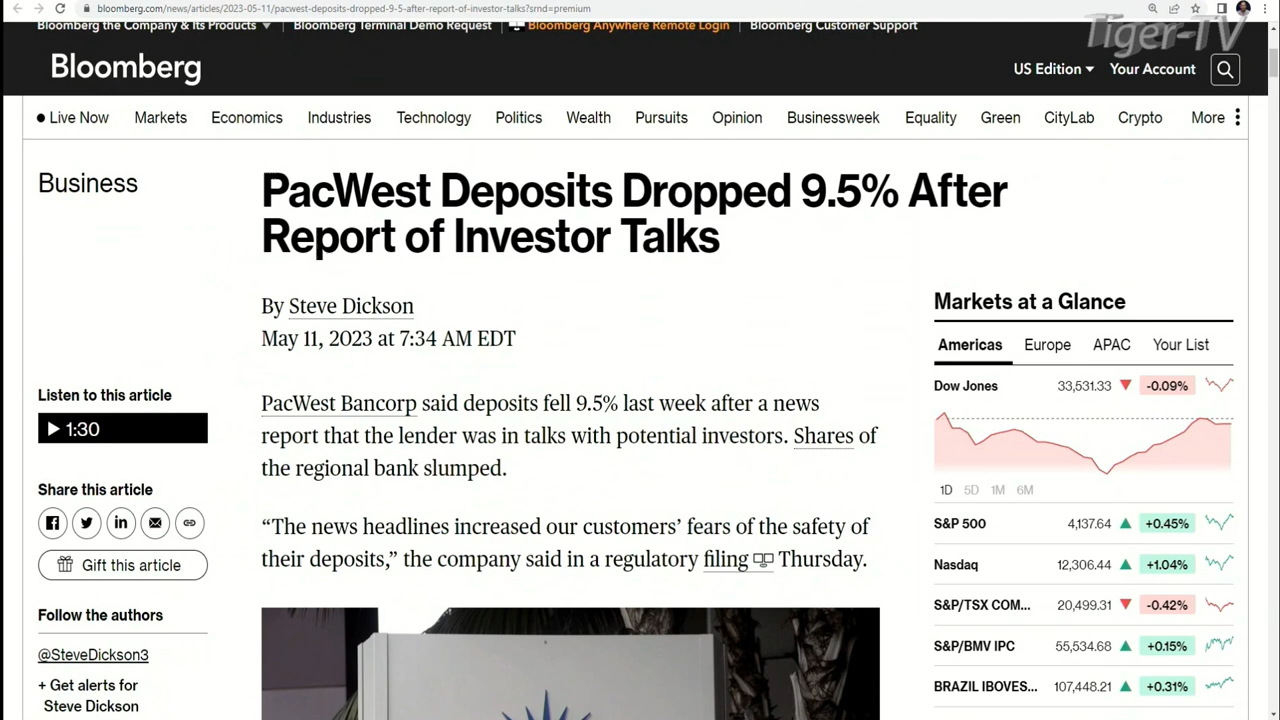 bloomberg.com/news/articles/2023-05-11/pacwest-deposits-dropped-9-5-after-report-of-investor-talks?srnd=premium
Bloomberg the Company & Its Products
Bloomberg Terminal Demo Request
Bloomberg Anywhere Remote Login
Bloomberg Customer Support
Tiger-TV
Bloomberg
US Edition
Your Account
Live Now
Markets
Economics
Industries
Technology
Politics
Wealth
Pursuits
Opinion
Businessweek
Equality
Green
CityLab
Crypto
More
Business
PacWest Deposits Dropped 9.5% After
Report of Investor Talks
By Steve Dickson
May 11, 2023 at 7:34 AM EDT
Listen to this article
1:30
Share this article
Gift this article
Follow the authors
@SteveDickson3
+ Get alerts for
Steve Dickson
PacWest Bancorp said deposits fell 9.5% last week after a news
report that the lender was in talks with potential investors. Shares of
the regional bank slumped.
“The news headlines increased our customers’ fears of the safety of
their deposits,” the company said in a regulatory filing Thursday.
Markets at a Glance
Americas
Europe
APAC
Your List
Dow Jones 33,531.33 -0.09%
1D 5D 1M 6M
S&P 500 4,137.64 +0.45%
Nasdaq 12,306.44 +1.04%
S&P/TSX COM... 20,499.31 -0.42%
S&P/BMV IPC 55,534.68 +0.15%
BRAZIL IBOVES... 107,448.21 +0.31%